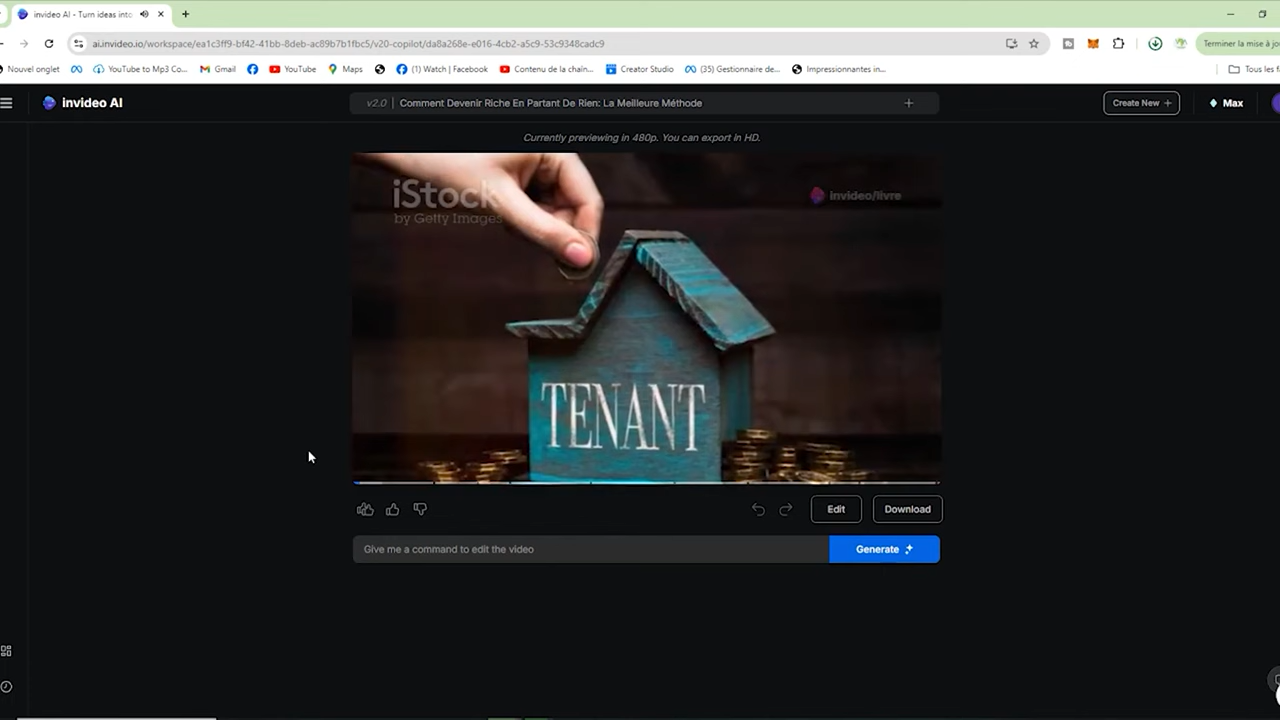 invideo AI - Turn ideas into
ai.invideo.io/workspace/ea1c3ff9-bf42-41bb-8deb-ac89b7b1fbc5/v20-copilot/da8a268e-e016-4cb2-a5c9-53c9348cadc9
Terminer la mise à jo
Nouvel onglet
YouTube to Mp3 Co...
Gmail
YouTube
Maps
(1) Watch | Facebook
Contenu de la chaîn...
Creator Studio
(35) Gestionnaire de...
Impressionnantes in...
Tous les f
invideo AI
v2.0 | Comment Devenir Riche En Partant De Rien: La Meilleure Méthode
Create New +
Max
Currently previewing in 480p. You can export in HD.
iStock
by Getty Images
invideo/livre
TENANT
Edit
Download
Give me a command to edit the video
Generate